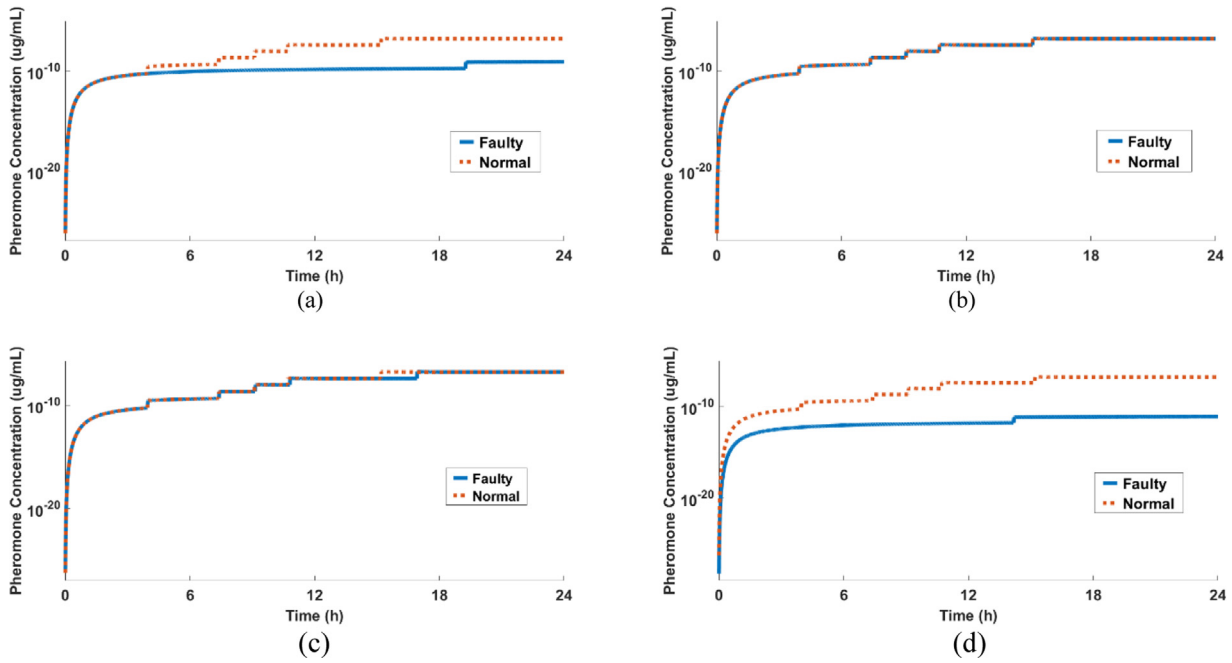 Pheromone Concentration (ug/mL)
10-10
10-20
Faulty
Normal
0 6 12 18 24
Time (h)
(a)
Pheromone Concentration (ug/mL)
10-10
10-20
Faulty
Normal
0 6 12 18 24
Time (h)
(b)
Pheromone Concentration (ug/mL)
10-10
10-20
Faulty
Normal
0 6 12 18 24
Time (h)
(c)
Pheromone Concentration (ug/mL)
10-10
10-20
Faulty
Normal
0 6 12 18 24
Time (h)
(d)